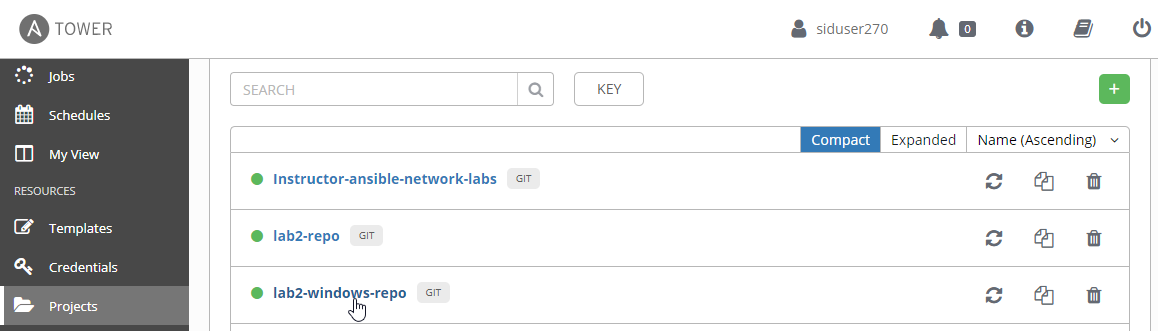 TOWER
siduser270
0
Jobs
Schedules
My View
RESOURCES
Templates
Credentials
Projects
SEARCH
KEY
+
Compact Expanded Name (Ascending)
Instructor-ansible-network-labs GIT
lab2-repo GIT
lab2-windows-repo GIT